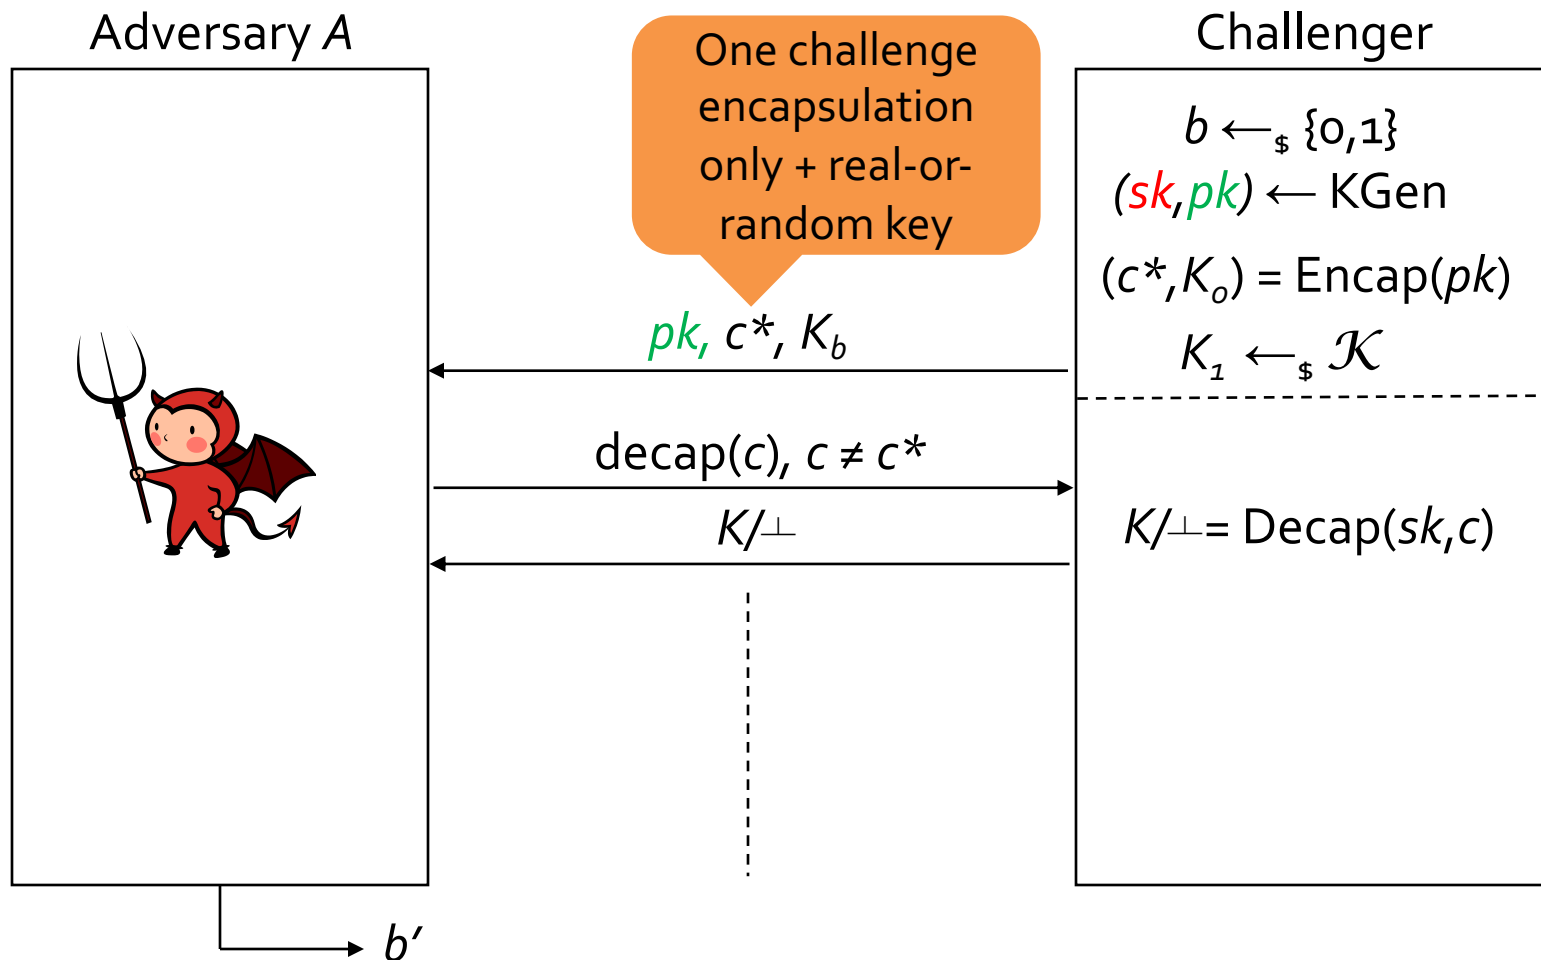 Adversary A
Challenger
One challenge
encapsulation
only + real-or-
random key
b ←$ {0,1}
(sk,pk) ← KGen
(c*,K₀) = Encap(pk)
K₁ ←$ 𝒦
pk, c*, K_b
decap(c), c ≠ c*
K/⊥
K/⊥= Decap(sk,c)
b′